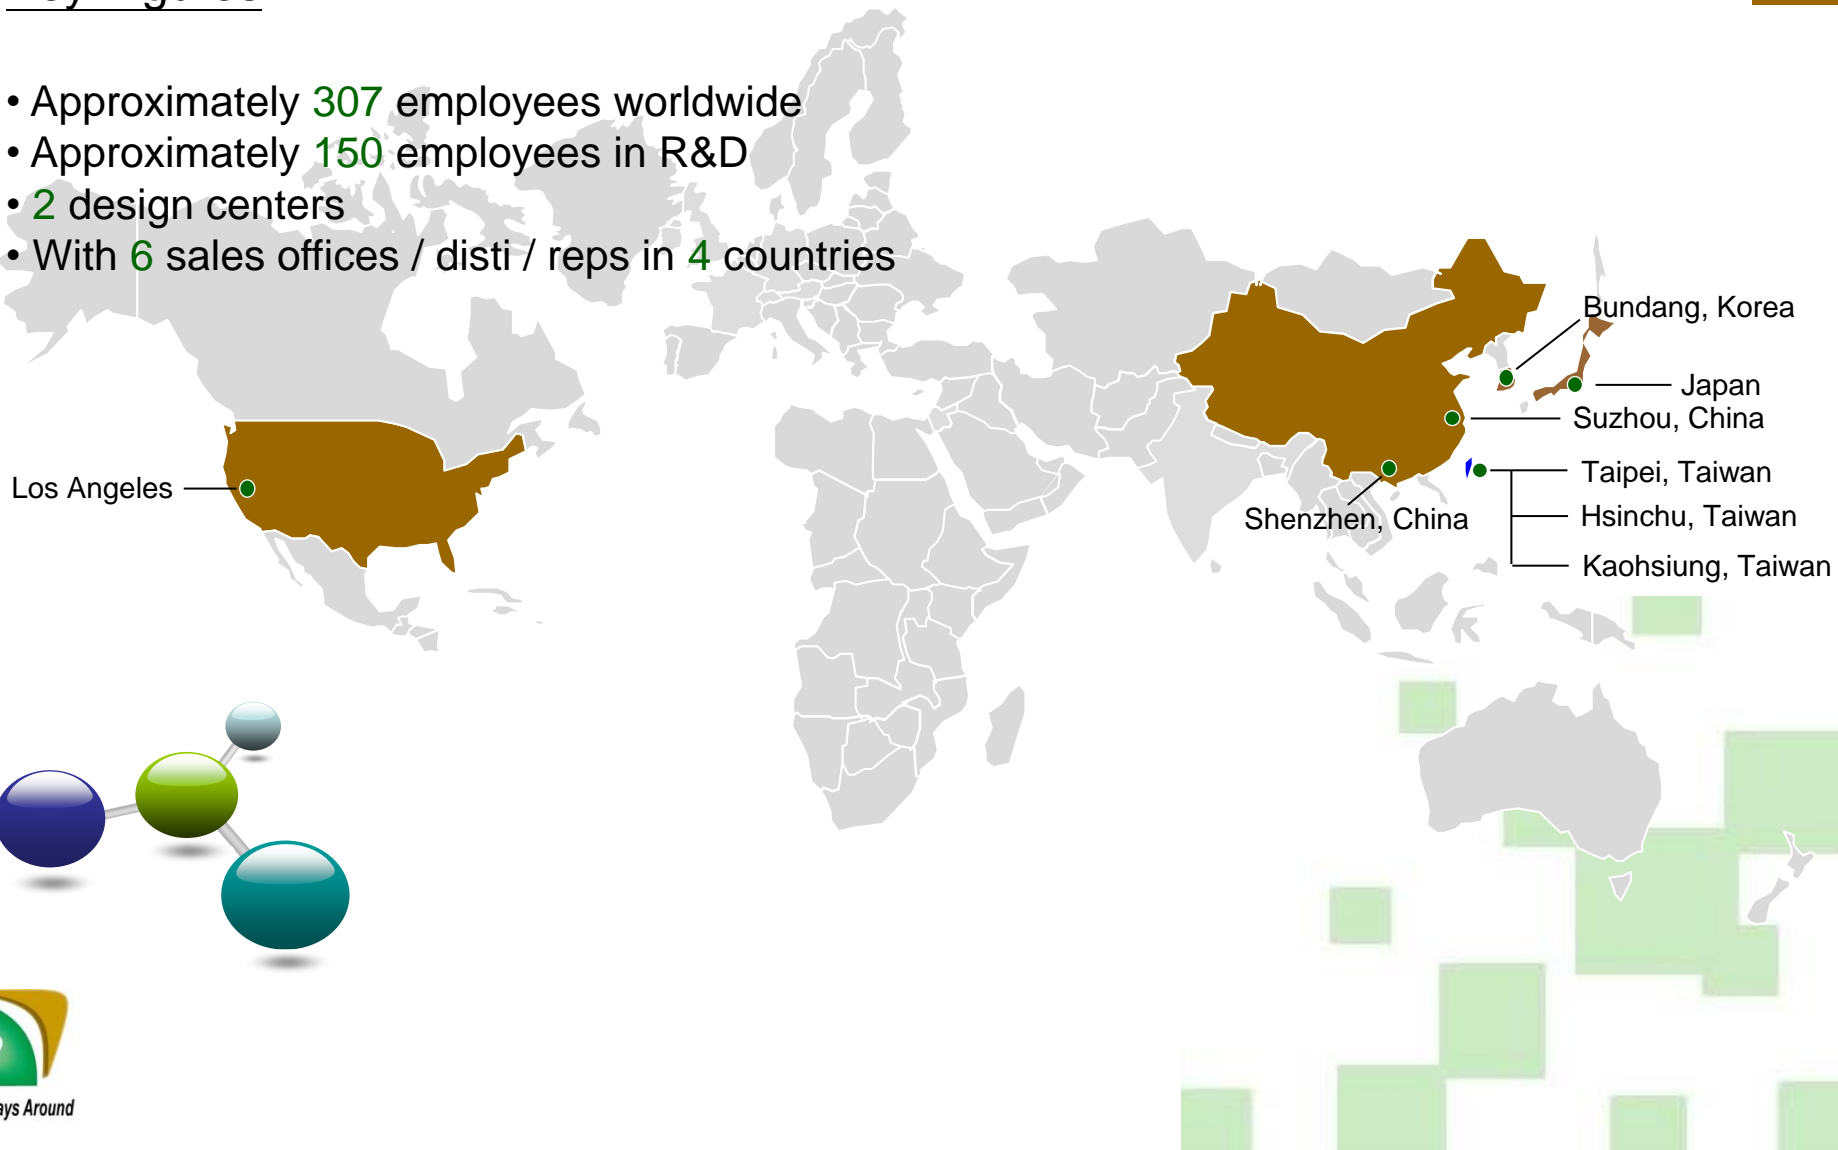 • Approximately 307 employees worldwide
• Approximately 150 employees in R&D
• 2 design centers
• With 6 sales offices / disti / reps in 4 countries
Bundang, Korea
Japan
Suzhou, China
Taipei, Taiwan
Los Angeles
Shenzhen, China
Hsinchu, Taiwan
Kaohsiung, Taiwan
Around